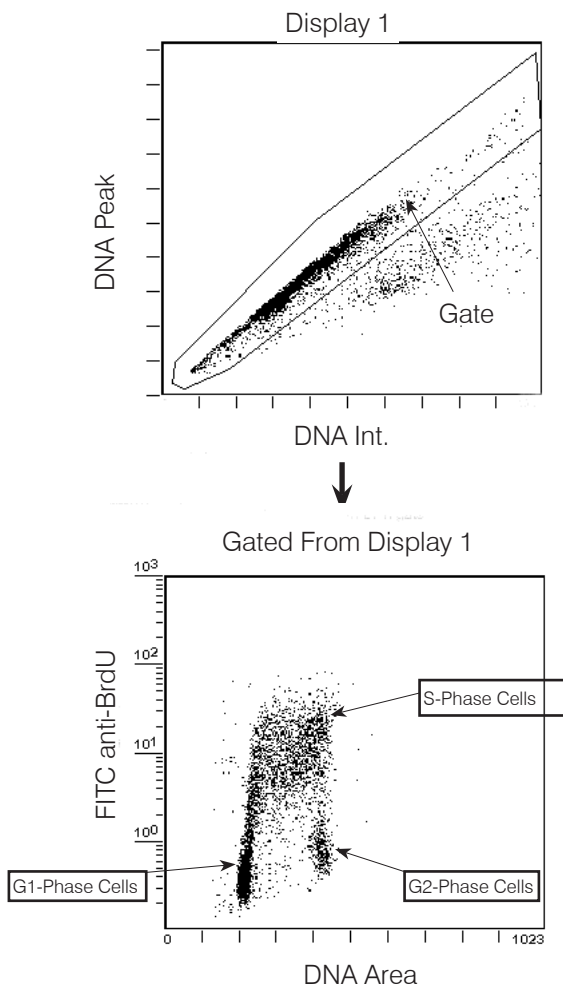 Display 1
DNA Peak
Gate
DNA Int.
Gated From Display 1
10³
10²
10¹
10⁰
FITC anti-BrdU
S-Phase Cells
G1-Phase Cells
G2-Phase Cells
0
1023
DNA Area